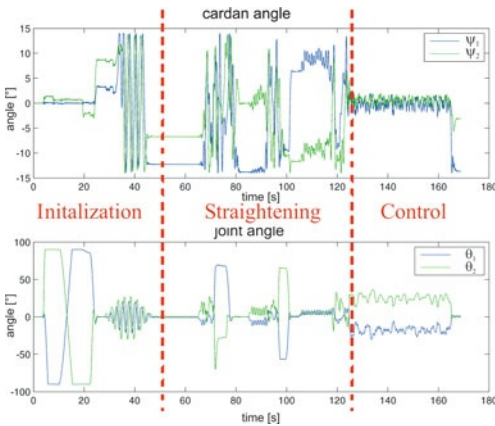 cardan angle
ψ₁
ψ₂
angle [°]
15
10
5
0
-5
-10
-15
0 20 40 60 80 100 120 140 160 180
time [s]
Initalization Straightening Control
joint angle
θ₁
θ₂
angle [°]
100
50
0
-50
-100
0 20 40 60 80 100 120 140 160 180
time [s]